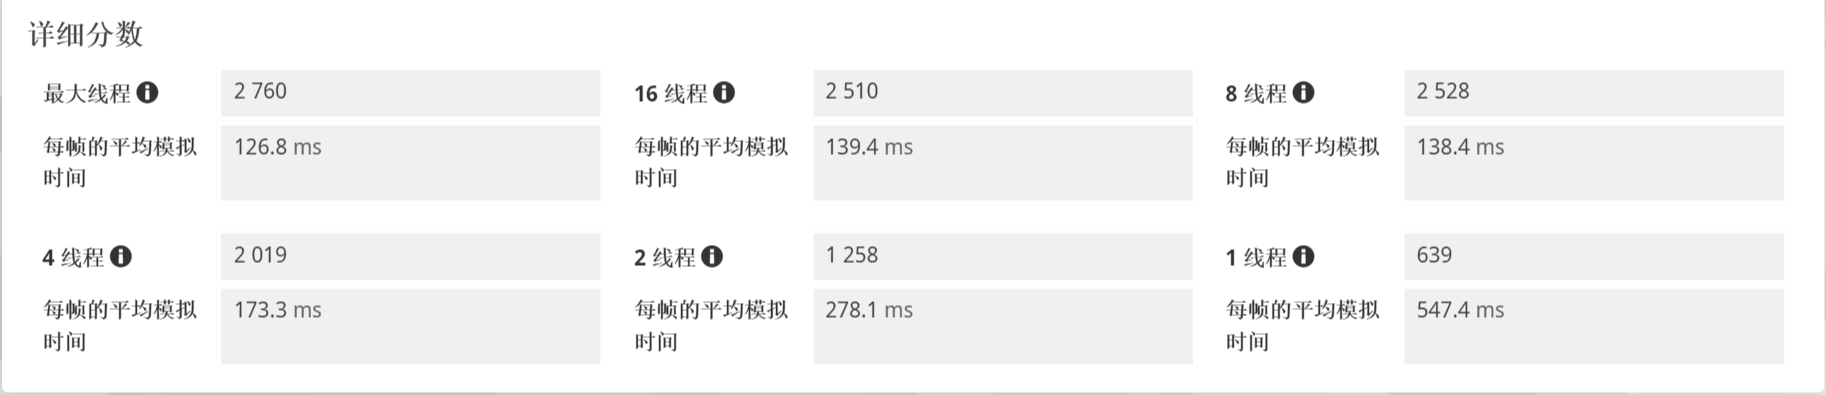 详细分数
最大线程 2 760 16 线程 2 510 8 线程 2 528
每帧的平均模拟 126.8 ms 每帧的平均模拟 139.4 ms 每帧的平均模拟 138.4 ms
时间 时间 时间
4 线程 2 019 2 线程 1 258 1 线程 639
每帧的平均模拟 173.3 ms 每帧的平均模拟 278.1 ms 每帧的平均模拟 547.4 ms
时间 时间 时间